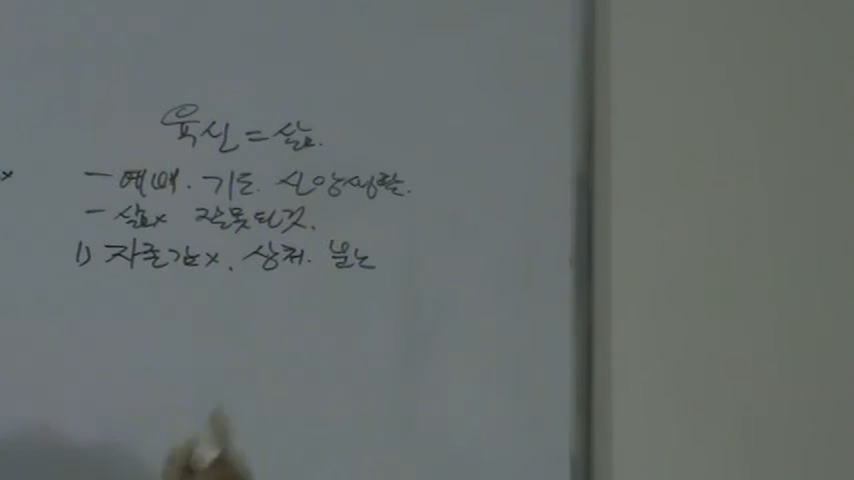 육신 = 삶.
x
- 예배. 기도. 신앙생활.
- 삶x 잘못된것.
1) 자존감x. 상처. 분노